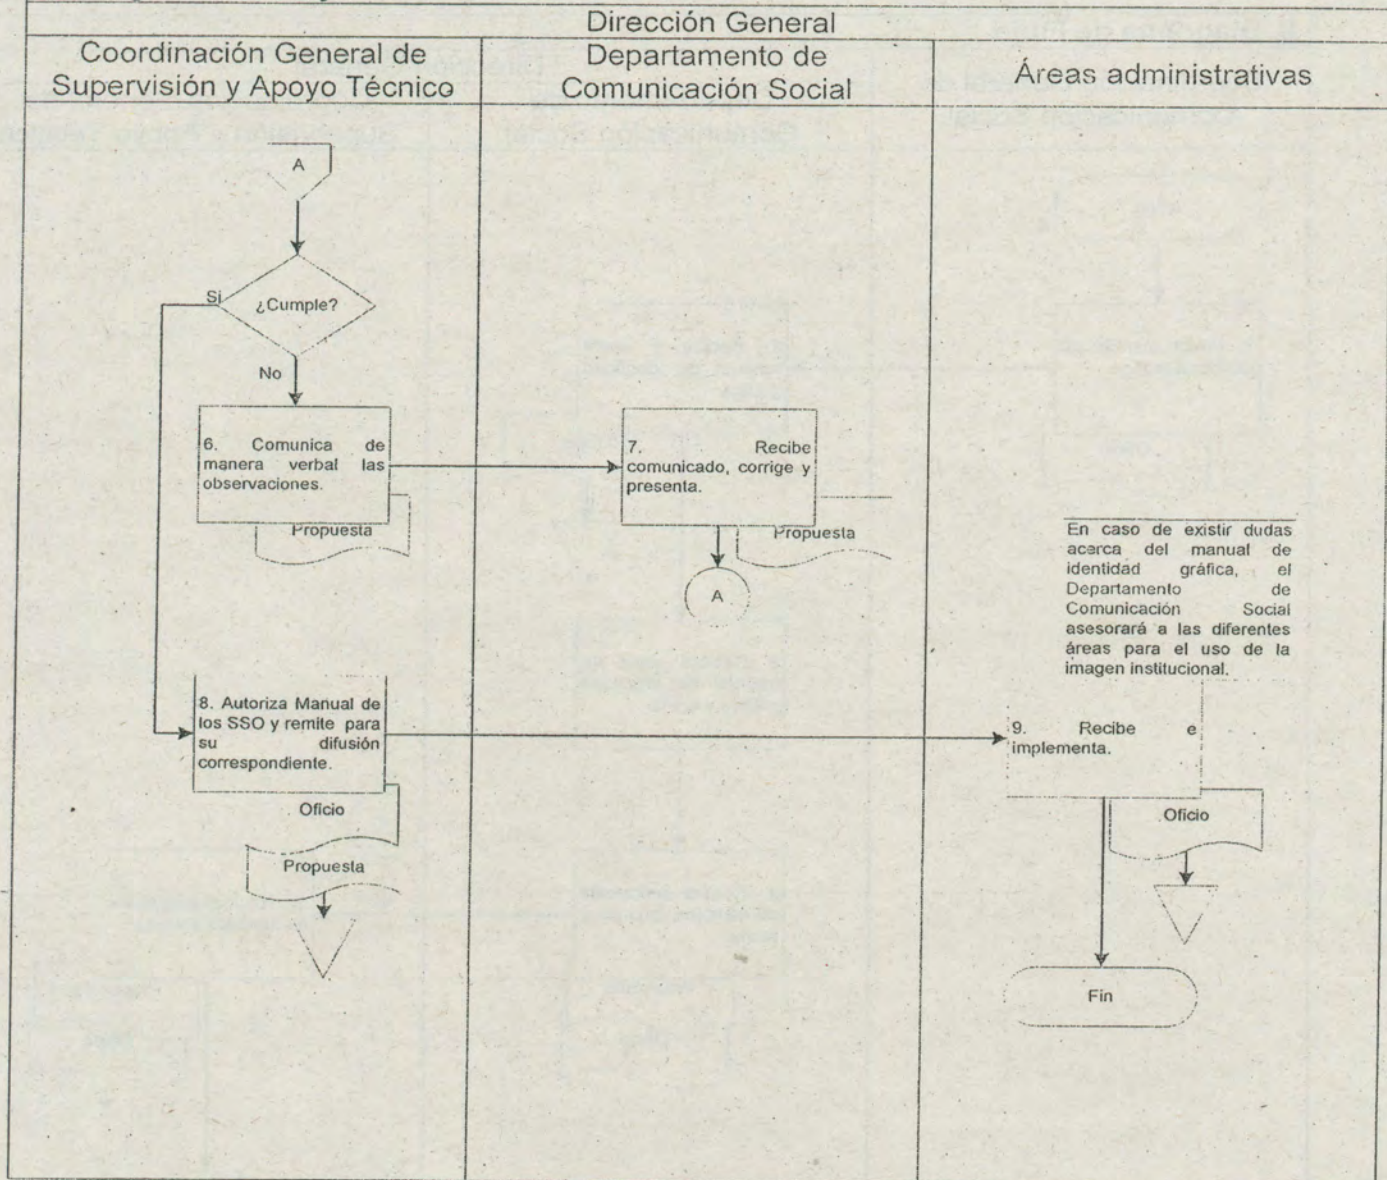 Dirección General
Coordinación General de
Supervisión y Apoyo Técnico
Departamento de
Comunicación Social
Áreas administrativas
A
¿Cumple?
Si
No
6. Comunica de
manera verbal las
observaciones.
Propuesta
7. Recibe
comunicado, corrige y
presenta.
Propuesta
A
En caso de existir dudas
acerca del manual de
identidad gráfica, el
Departamento de
Comunicación Social
asesorará a las diferentes
áreas para el uso de la
imagen institucional.
8. Autoriza Manual de
los SSO y remite para
su difusión
correspondiente.
Oficio
Propuesta
9. Recibe e
implementa.
Oficio
Fin